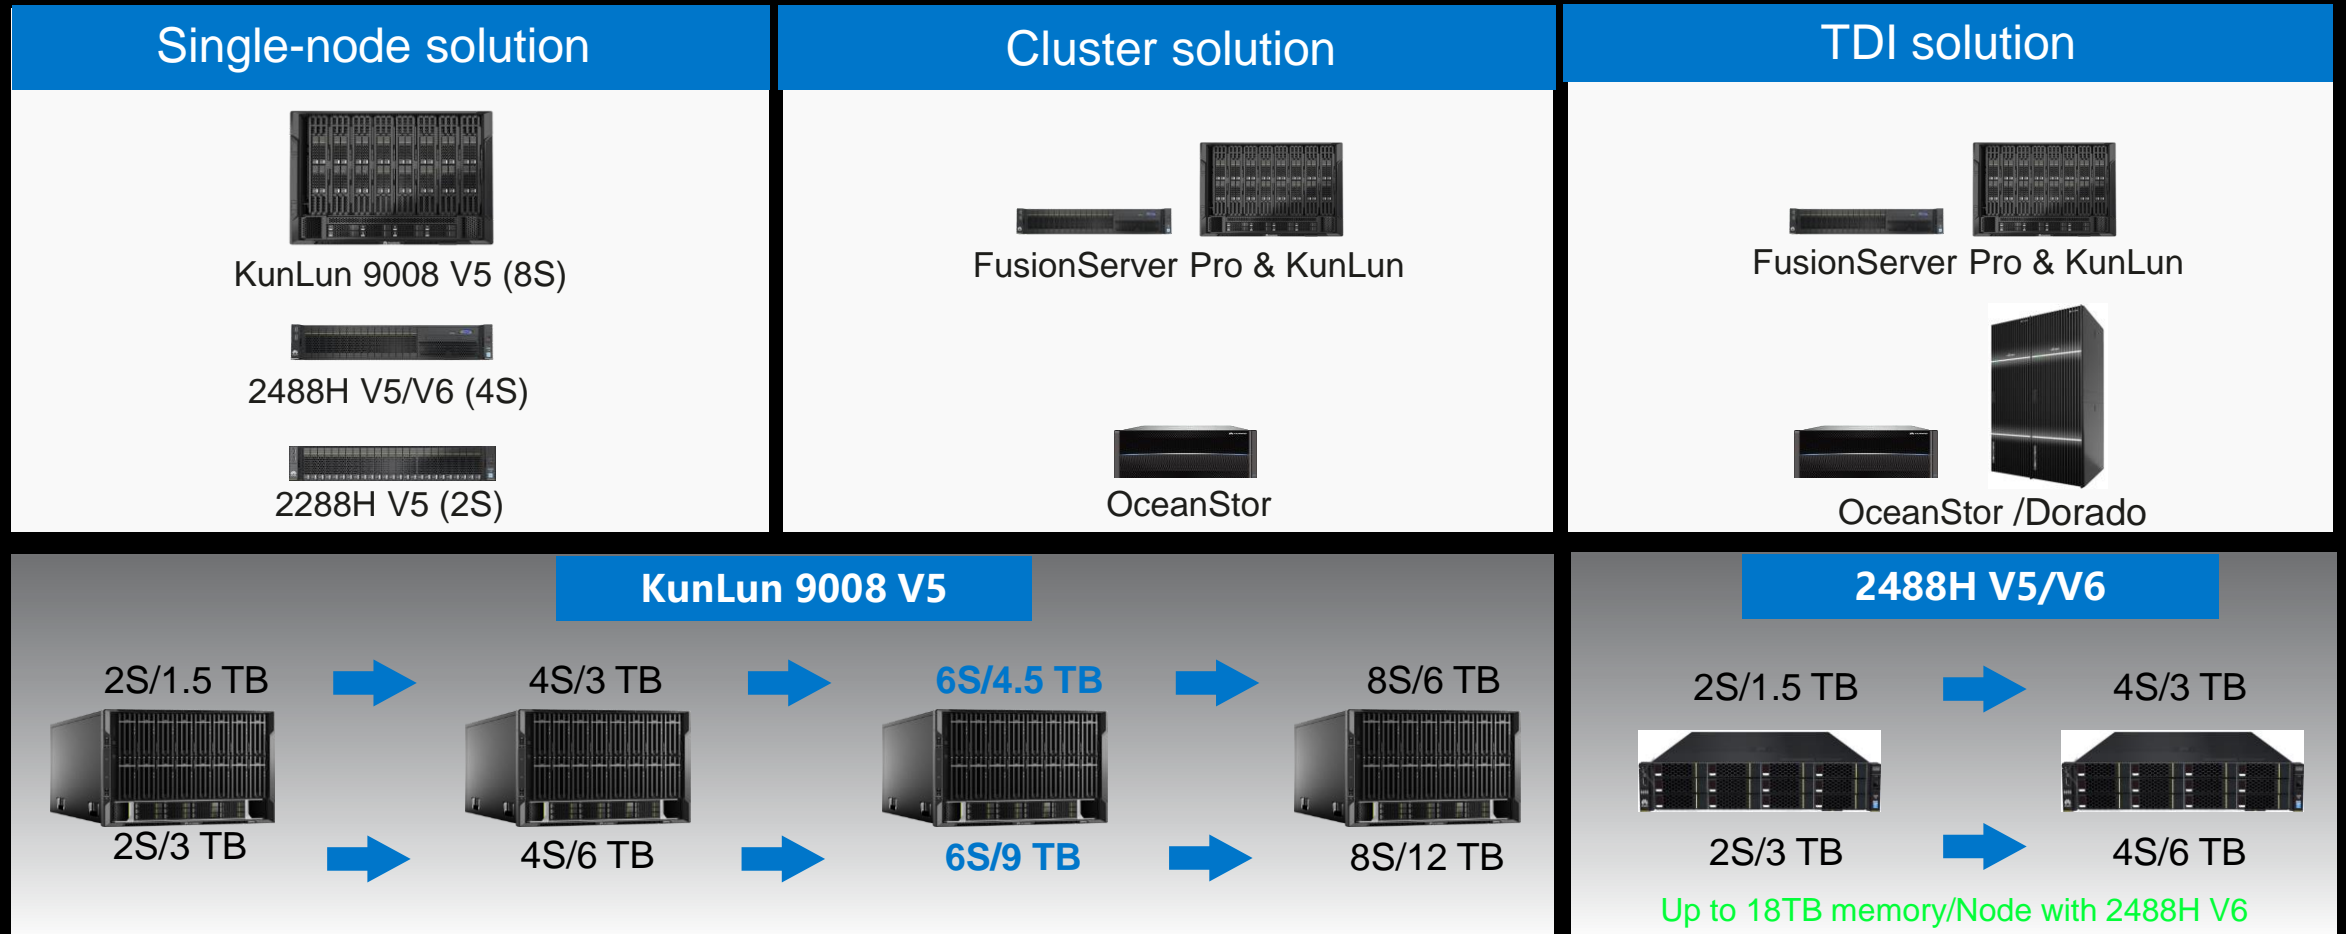 Single-node solution
KunLun 9008 V5 (8S)
2488H V5/V6 (4S)
2288H V5 (2S)
Cluster solution
FusionServer Pro & KunLun
OceanStor
TDI solution
FusionServer Pro & KunLun
OceanStor /Dorado
KunLun 9008 V5
2S/1.5 TB
4S/3 TB
6S/4.5 TB
8S/6 TB
2S/3 TB
4S/6 TB
6S/9 TB
8S/12 TB
2488H V5/V6
2S/1.5 TB
4S/3 TB
2S/3 TB
4S/6 TB
Up to 18TB memory/Node with 2488H V6